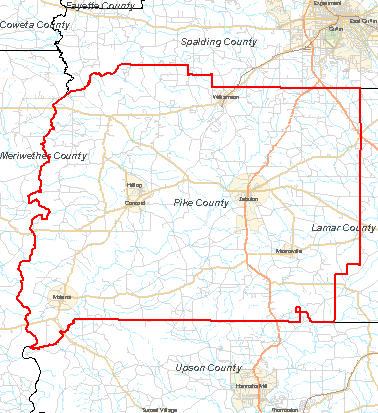 Fayette County
Experiment
Coweta County
East Griffin
Griffin
Spalding County
Williamson
Meriwether County
Hilltop
Concord
Pike County
Zebulon
Lamar County
Meansville
Molena
Upson County
Hannahs Mill
Sunset Village
Thomaston